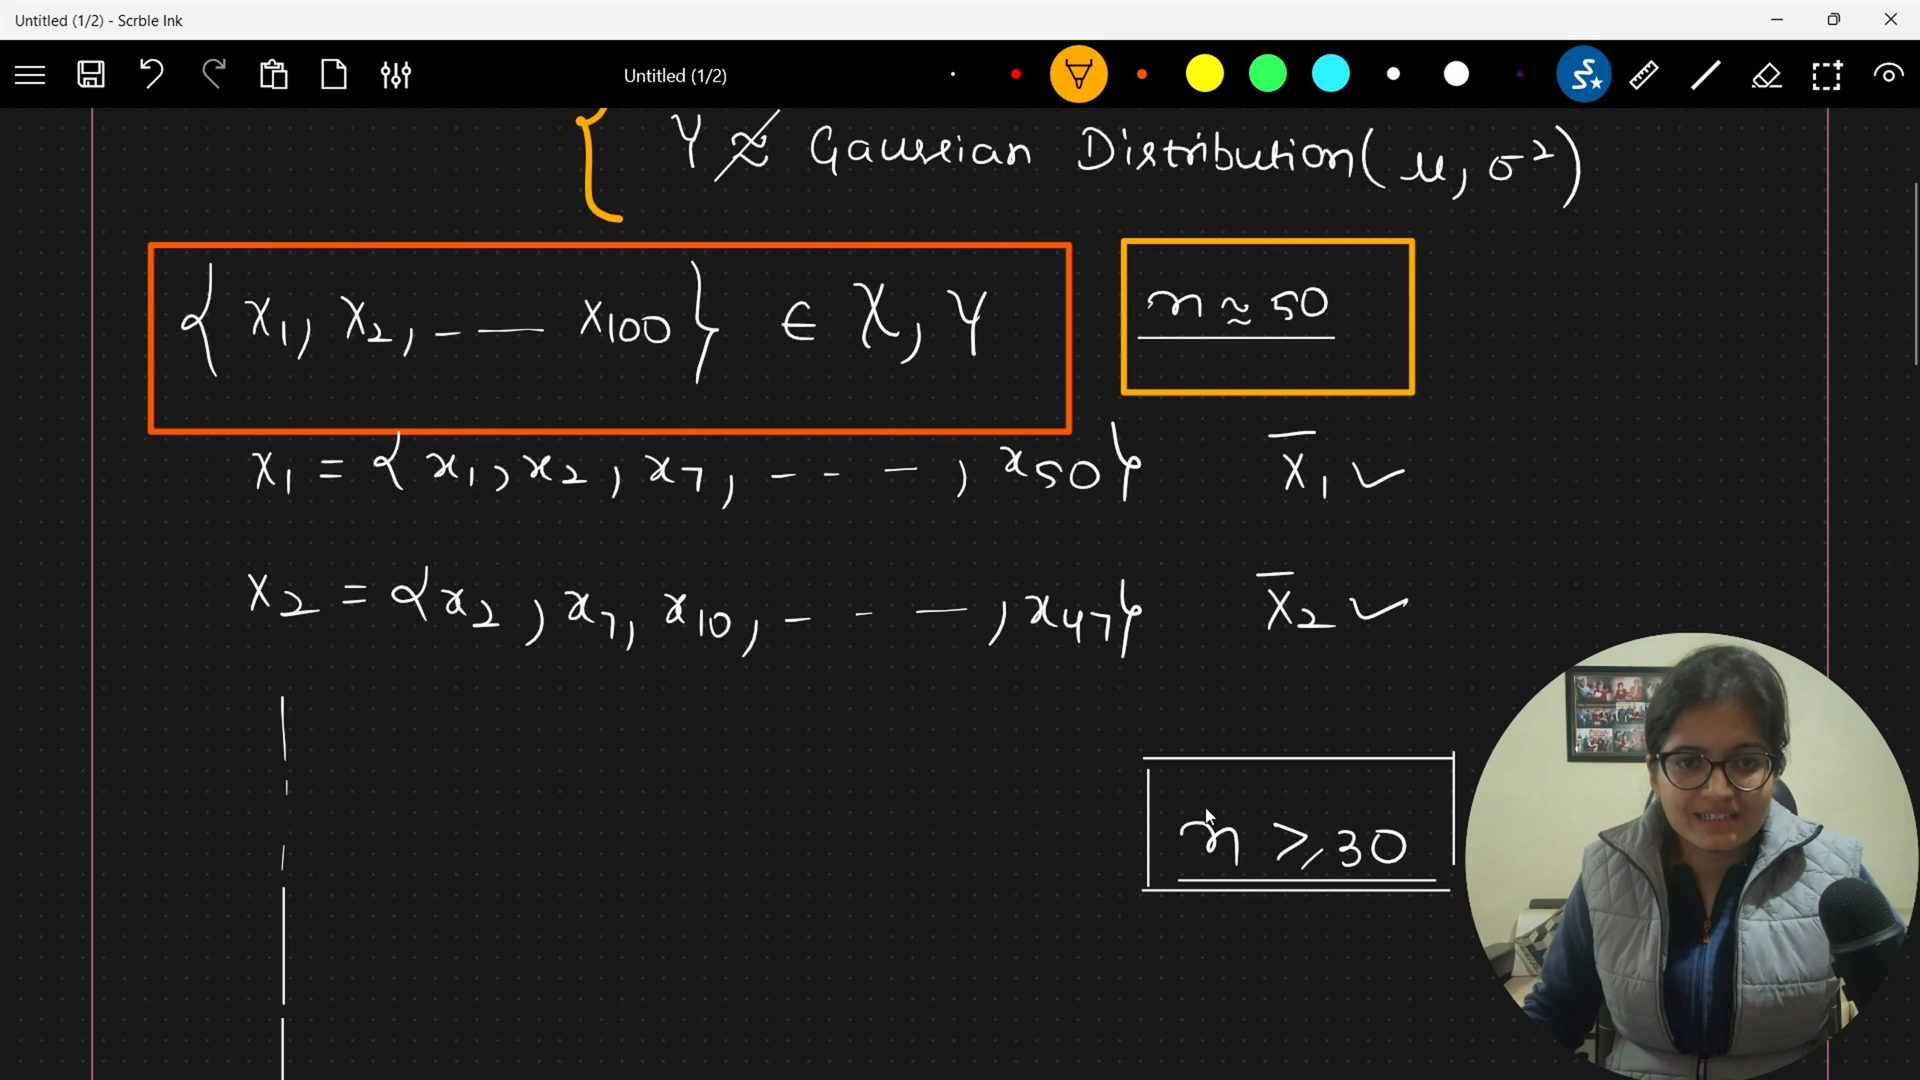 Untitled (1/2) - Scrble Ink
Untitled (1/2)
Y ≉ Gaussian Distribution(μ, σ²)
{ X₁, X₂, - — X₁₀₀ } ∈ X, Y
n ≈ 50
X₁ = { x₁, x₂, x₇, - - —, x₅₀} X̄₁ ✓
X₂ = {x₂, x₇, x₁₀, - - —, x₄₇} X̄₂ ✓
n ≥ 30